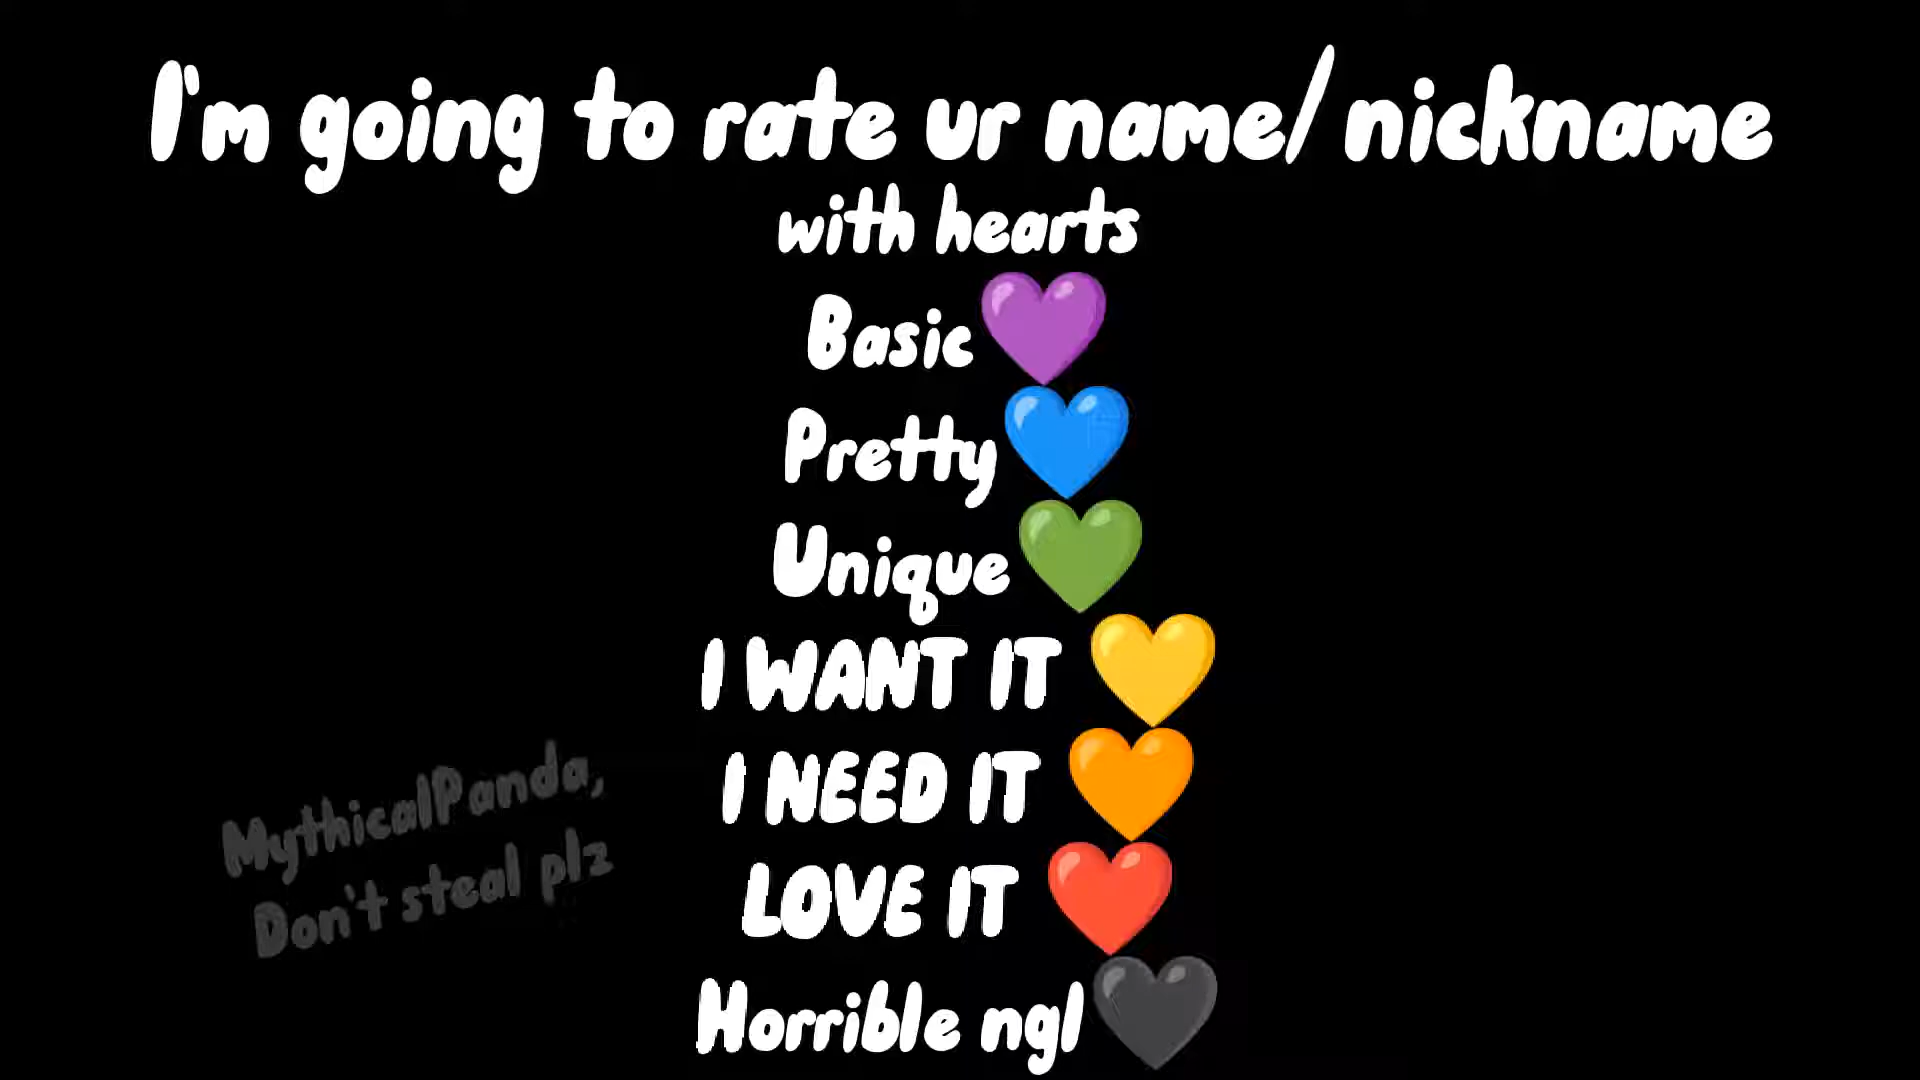 I'm going to rate ur name/ nickname
with hearts
Basic💜
Pretty💙
Unique💚
I WANT IT 💛
I NEED IT 🧡
LOVE IT ❤️
Horrible ngl🖤
MythicalPanda,
Don't steal plz